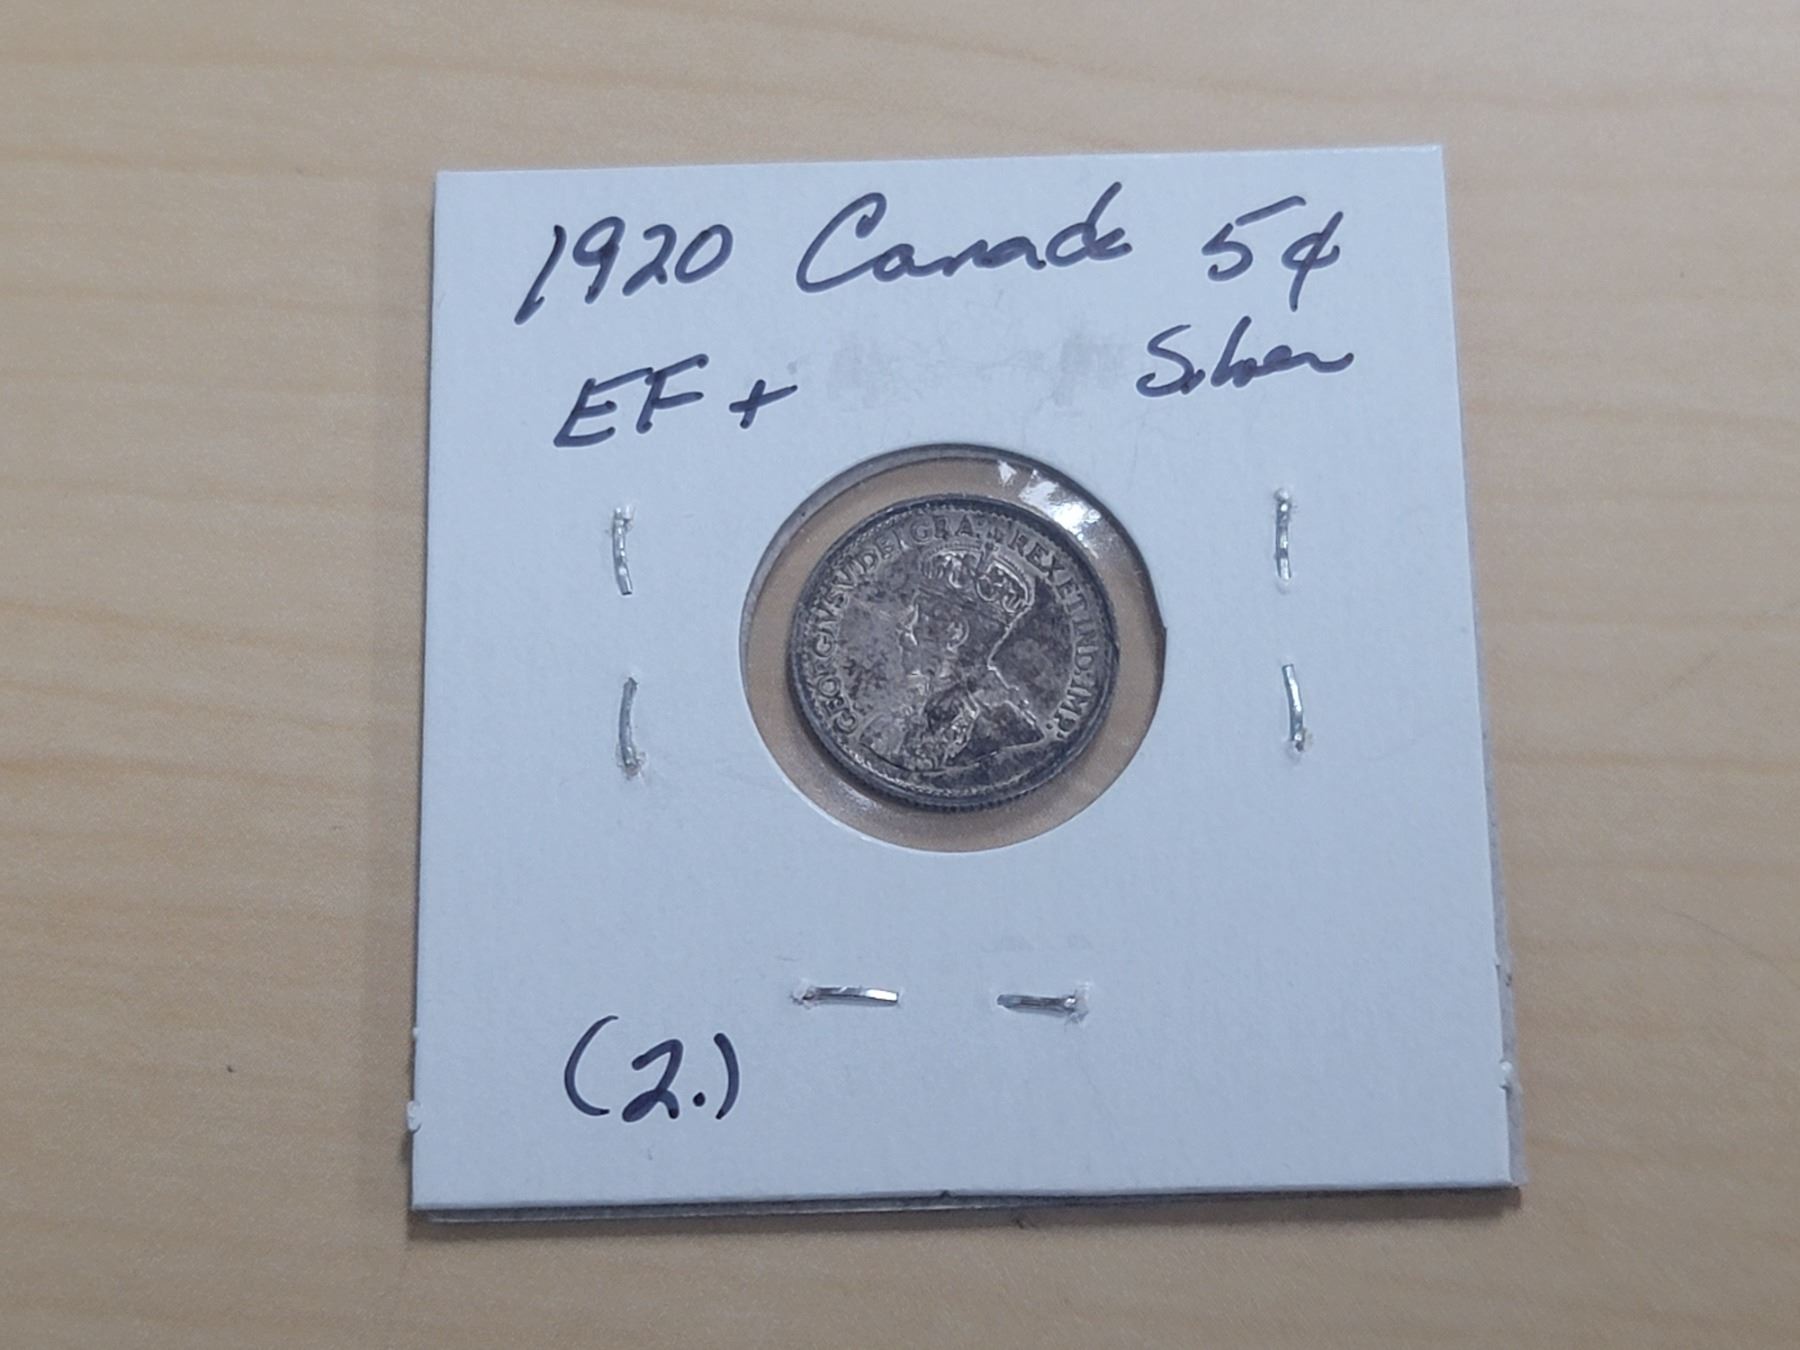 1920 Canada 5¢
EF+ Silver
GEORGIVS V DEI GRA: REX ET IND: IMP:
(2.)